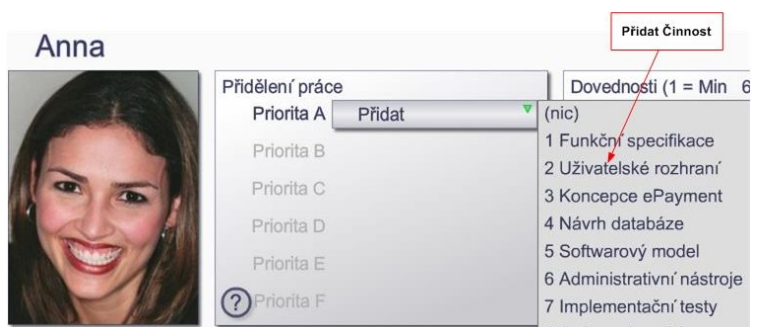 Přidat Činnost
Anna
Přidělení práce
Dovednosti (1 = Min 6
Priorita A
Přidat
(nic)
1 Funkční specifikace
2 Uživatelské rozhraní
3 Koncepce ePayment
4 Návrh databáze
5 Softwarový model
6 Administrativní nástroje
7 Implementační testy
Priorita B
Priorita C
Priorita D
Priorita E
? Priorita F